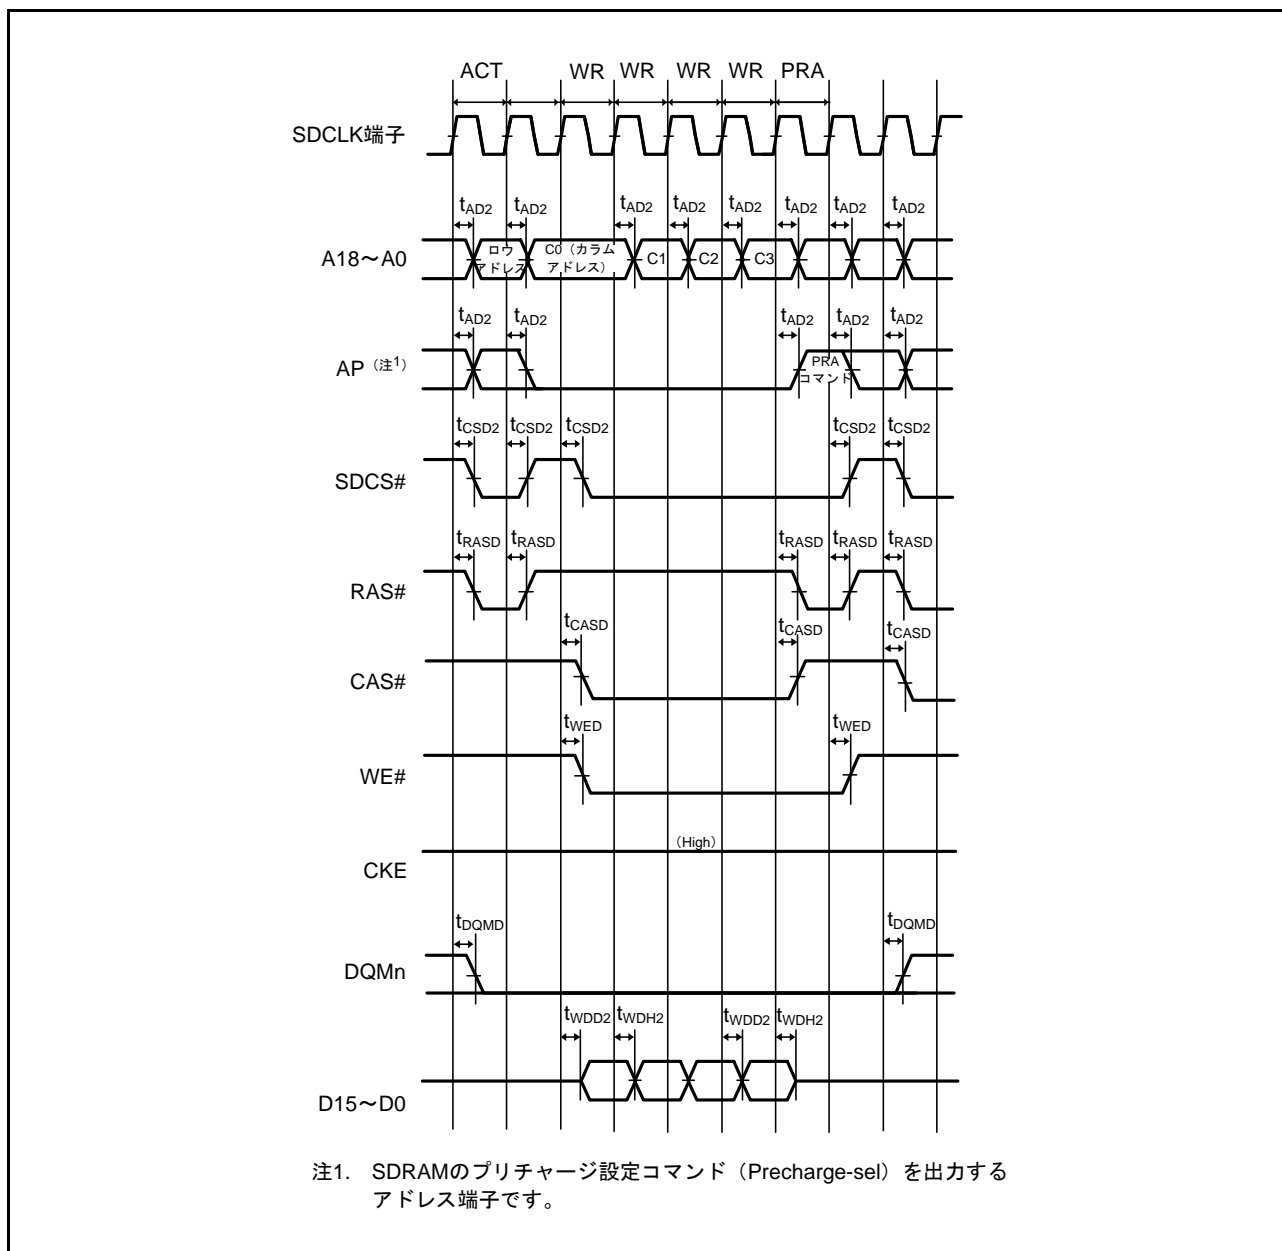 ACT WR WR WR WR PRA
SDCLK端子
tAD2 tAD2 tAD2 tAD2 tAD2 tAD2 tAD2 tAD2
A18～A0
ロウ
アドレス
C0（カラム
アドレス）
C1 C2 C3
tAD2 tAD2 tAD2 tAD2 tAD2
AP（注1）
PRA
コマンド
tCSD2 tCSD2 tCSD2 tCSD2 tCSD2
SDCS#
tRASD tRASD tRASD tRASD tRASD
RAS#
tCASD tCASD tCASD
CAS#
tWED tWED
WE#
（High）
CKE
tDQMD tDQMD
DQMn
tWDD2 tWDH2 tWDD2 tWDH2
D15～D0
注1. SDRAMのプリチャージ設定コマンド（Precharge-sel）を出力する
アドレス端子です。